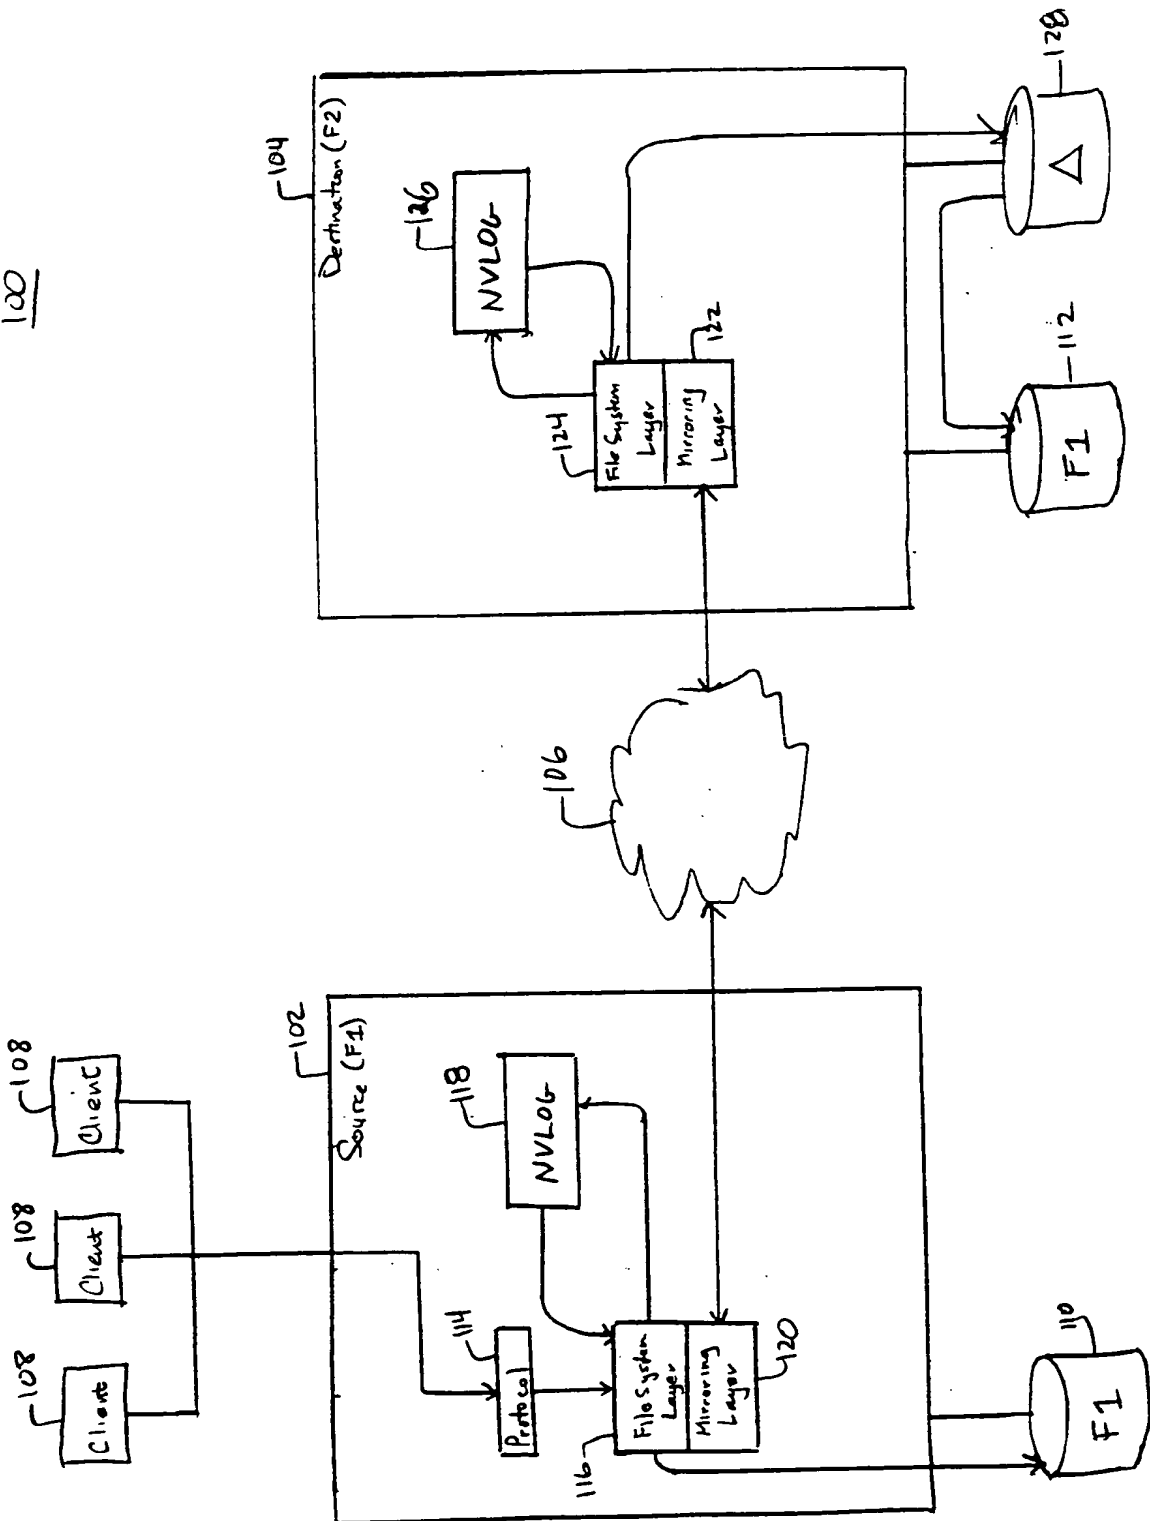 100
108
108
108
Client
Client
Client
102
Source (F1)
114
Protocol
118
NVLOG
116
File System
Layer
Mirroring
Layer
120
110
F1
106
104
Destination (F2)
126
NVLOG
124
File System
Layer
Mirroring
Layer
122
F1
112
Δ
128